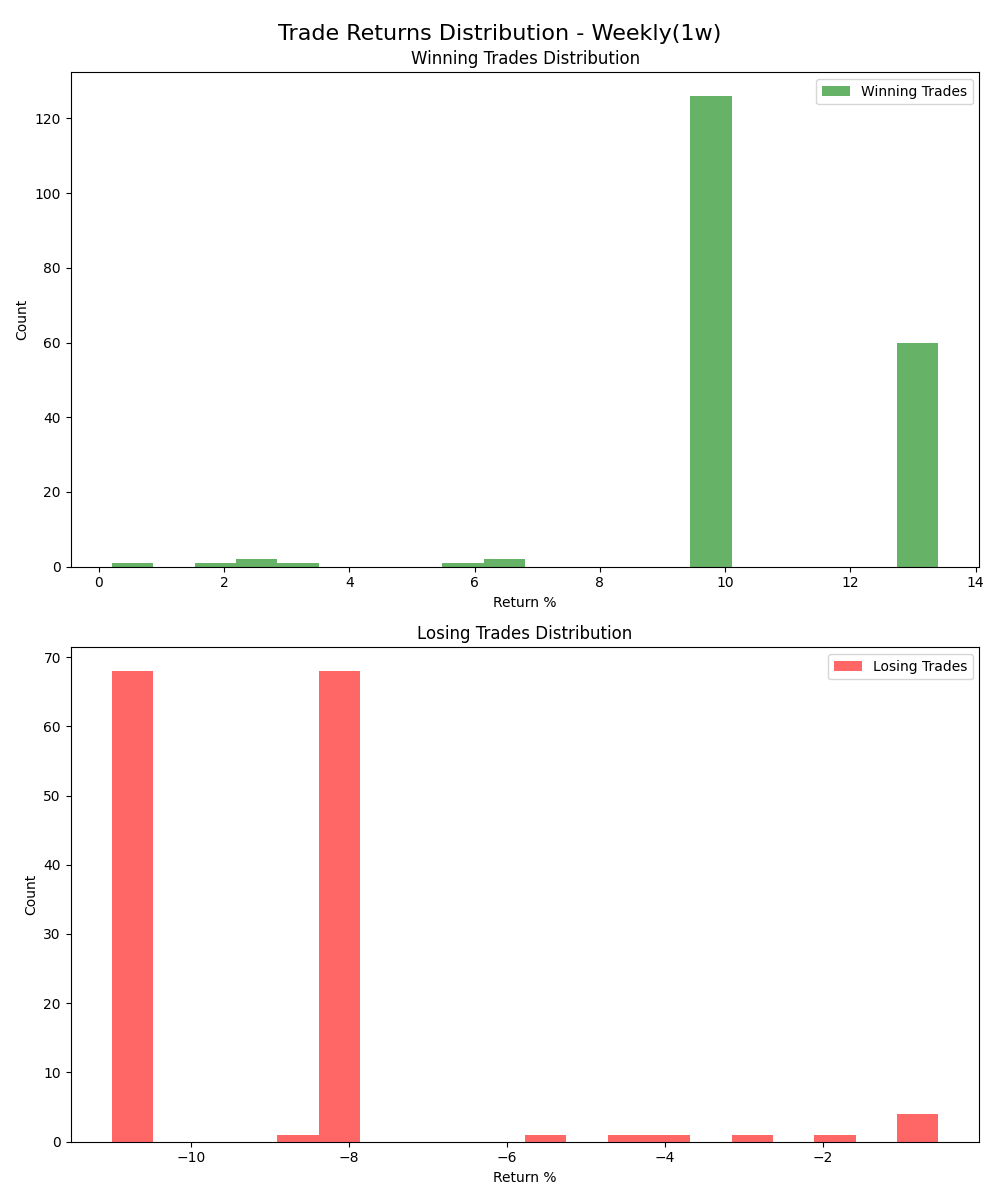 Trade Returns Distribution - Weekly(1w)
Winning Trades Distribution
Winning Trades
120
100
80
60
40
20
0
Count
0 2 4 6 8 10 12 14
Return %
Losing Trades Distribution
Losing Trades
70
60
50
40
30
20
10
0
Count
−10 −8 −6 −4 −2
Return %